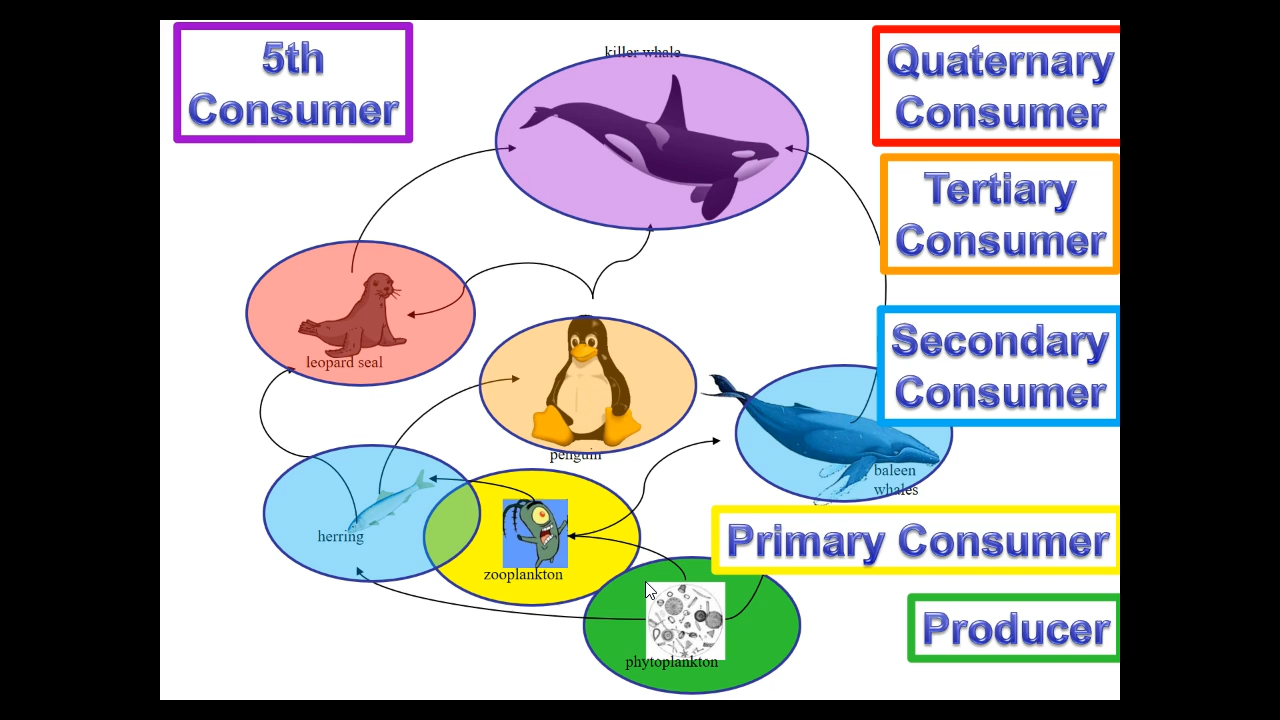 5th
Consumer
killer whale
Quaternary
Consumer
Tertiary
Consumer
leopard seal
Secondary
Consumer
penguin
baleen
whales
herring
zooplankton
Primary Consumer
Producer
phytoplankton